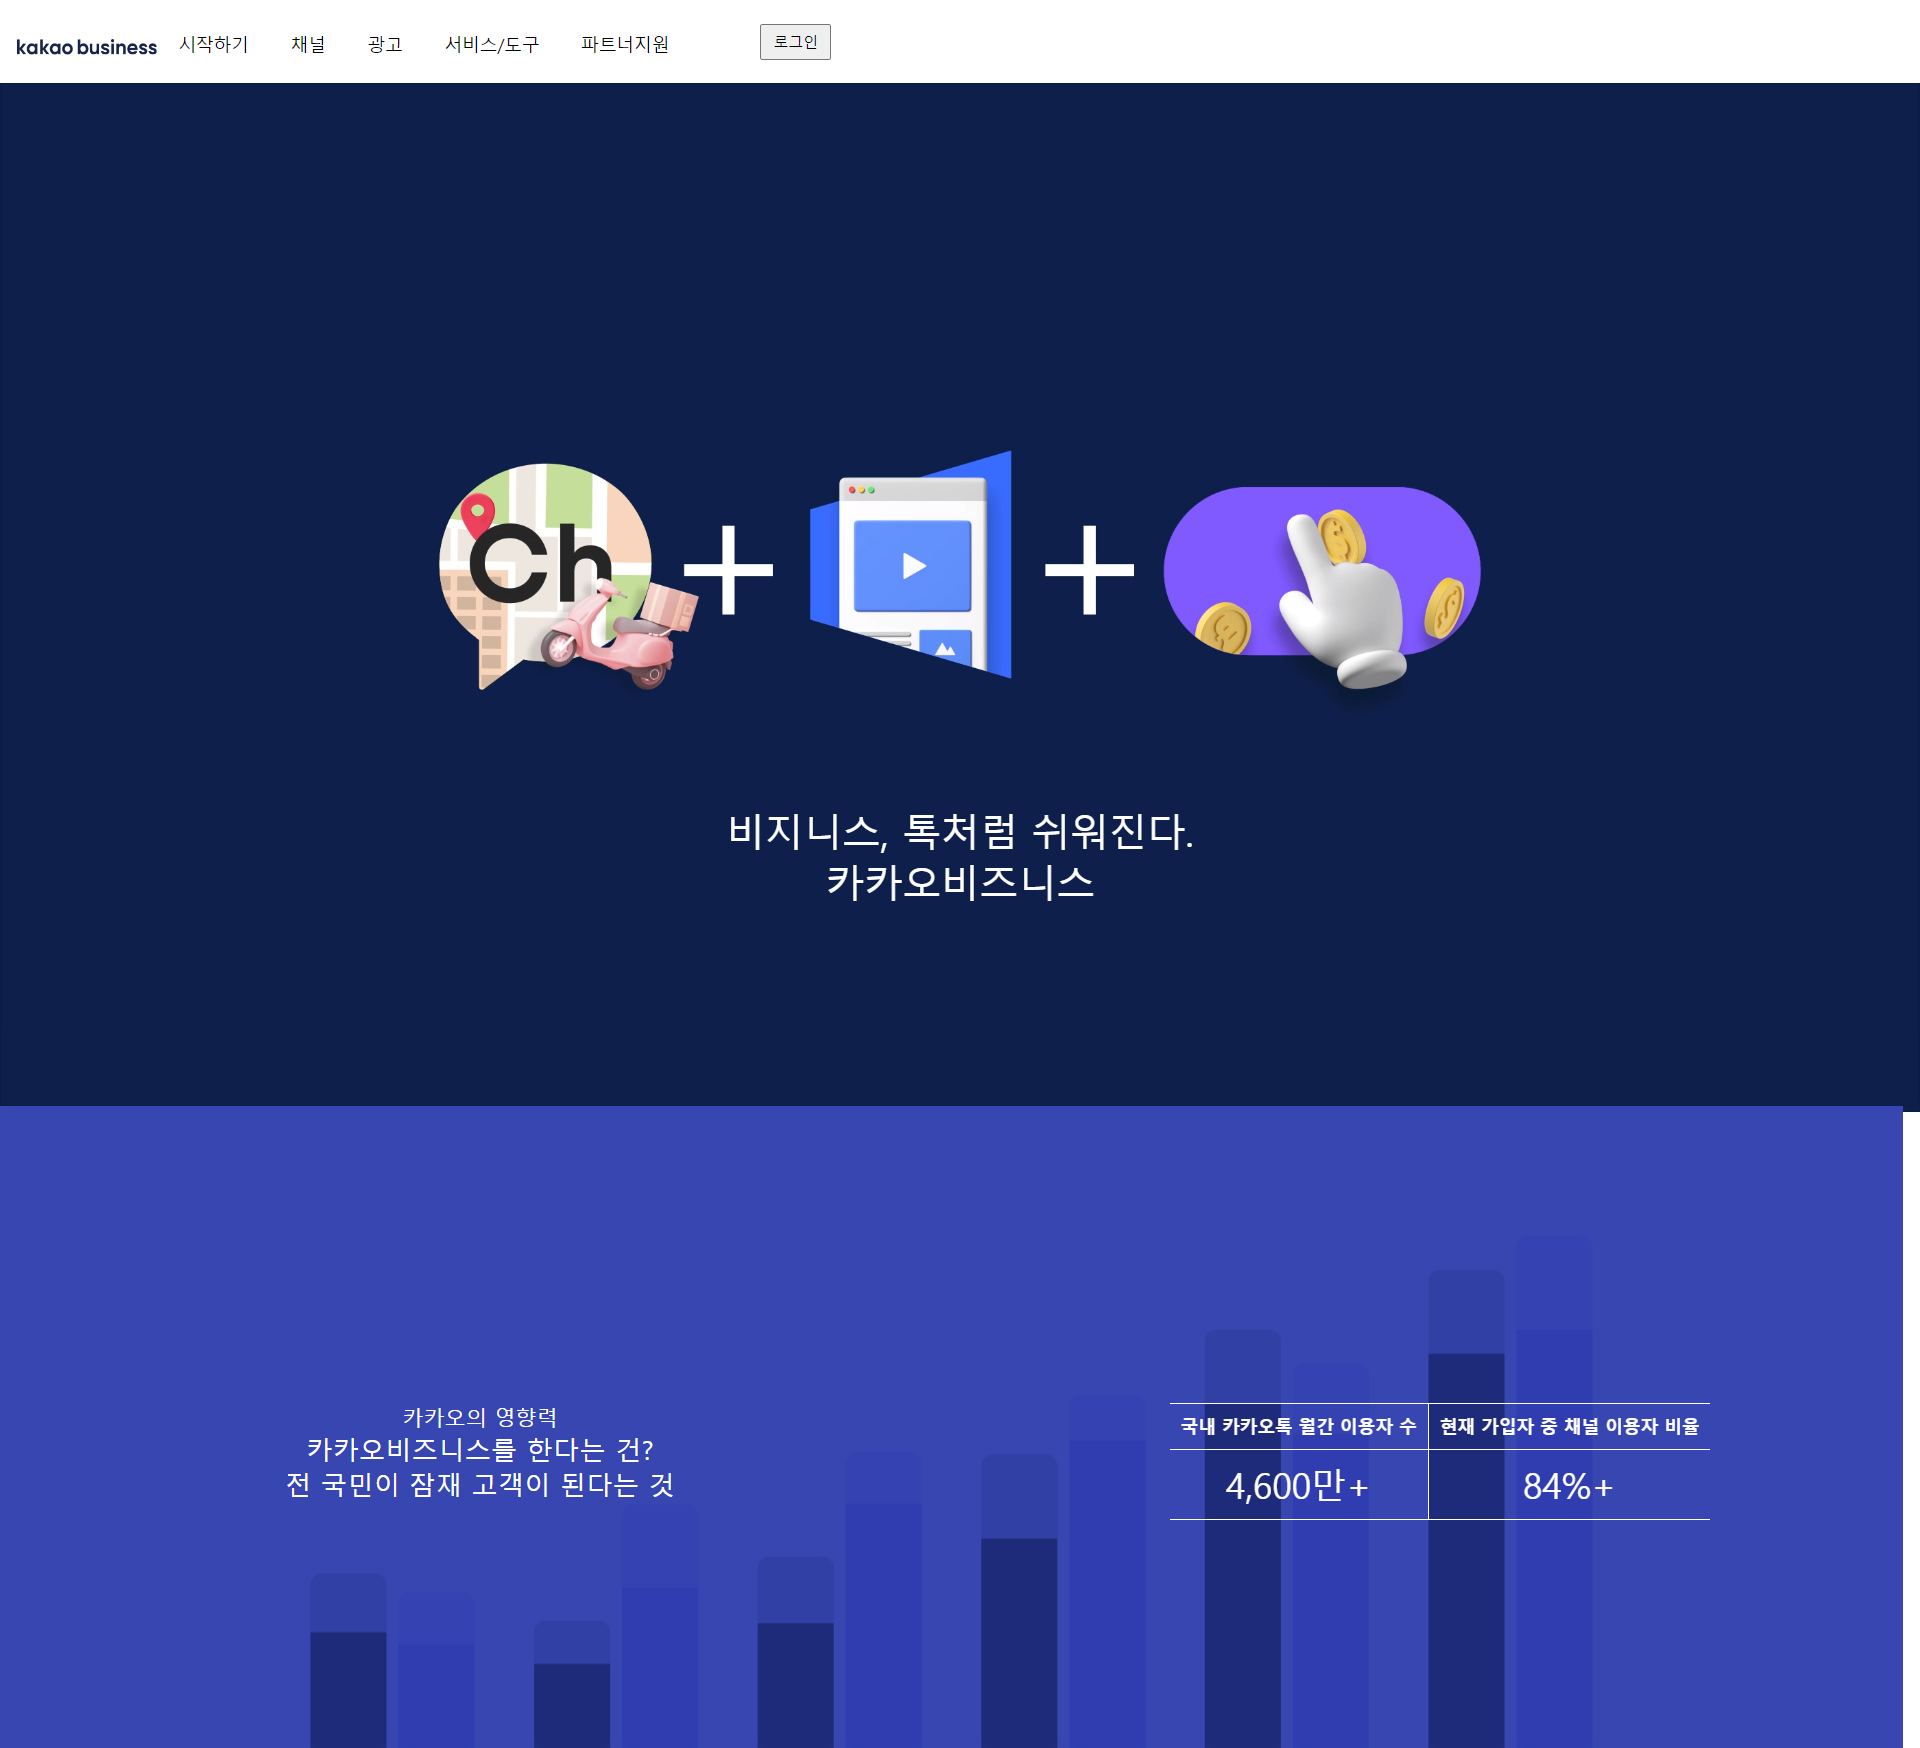 kakao business 시작하기 채널 광고 서비스/도구 파트너지원 로그인
Ch
비지니스, 톡처럼 쉬워진다.
카카오비즈니스
카카오의 영향력
카카오비즈니스를 한다는 건?
전 국민이 잠재 고객이 된다는 것
국내 카카오톡 월간 이용자 수 현재 가입자 중 채널 이용자 비율
4,600만+ 84%+